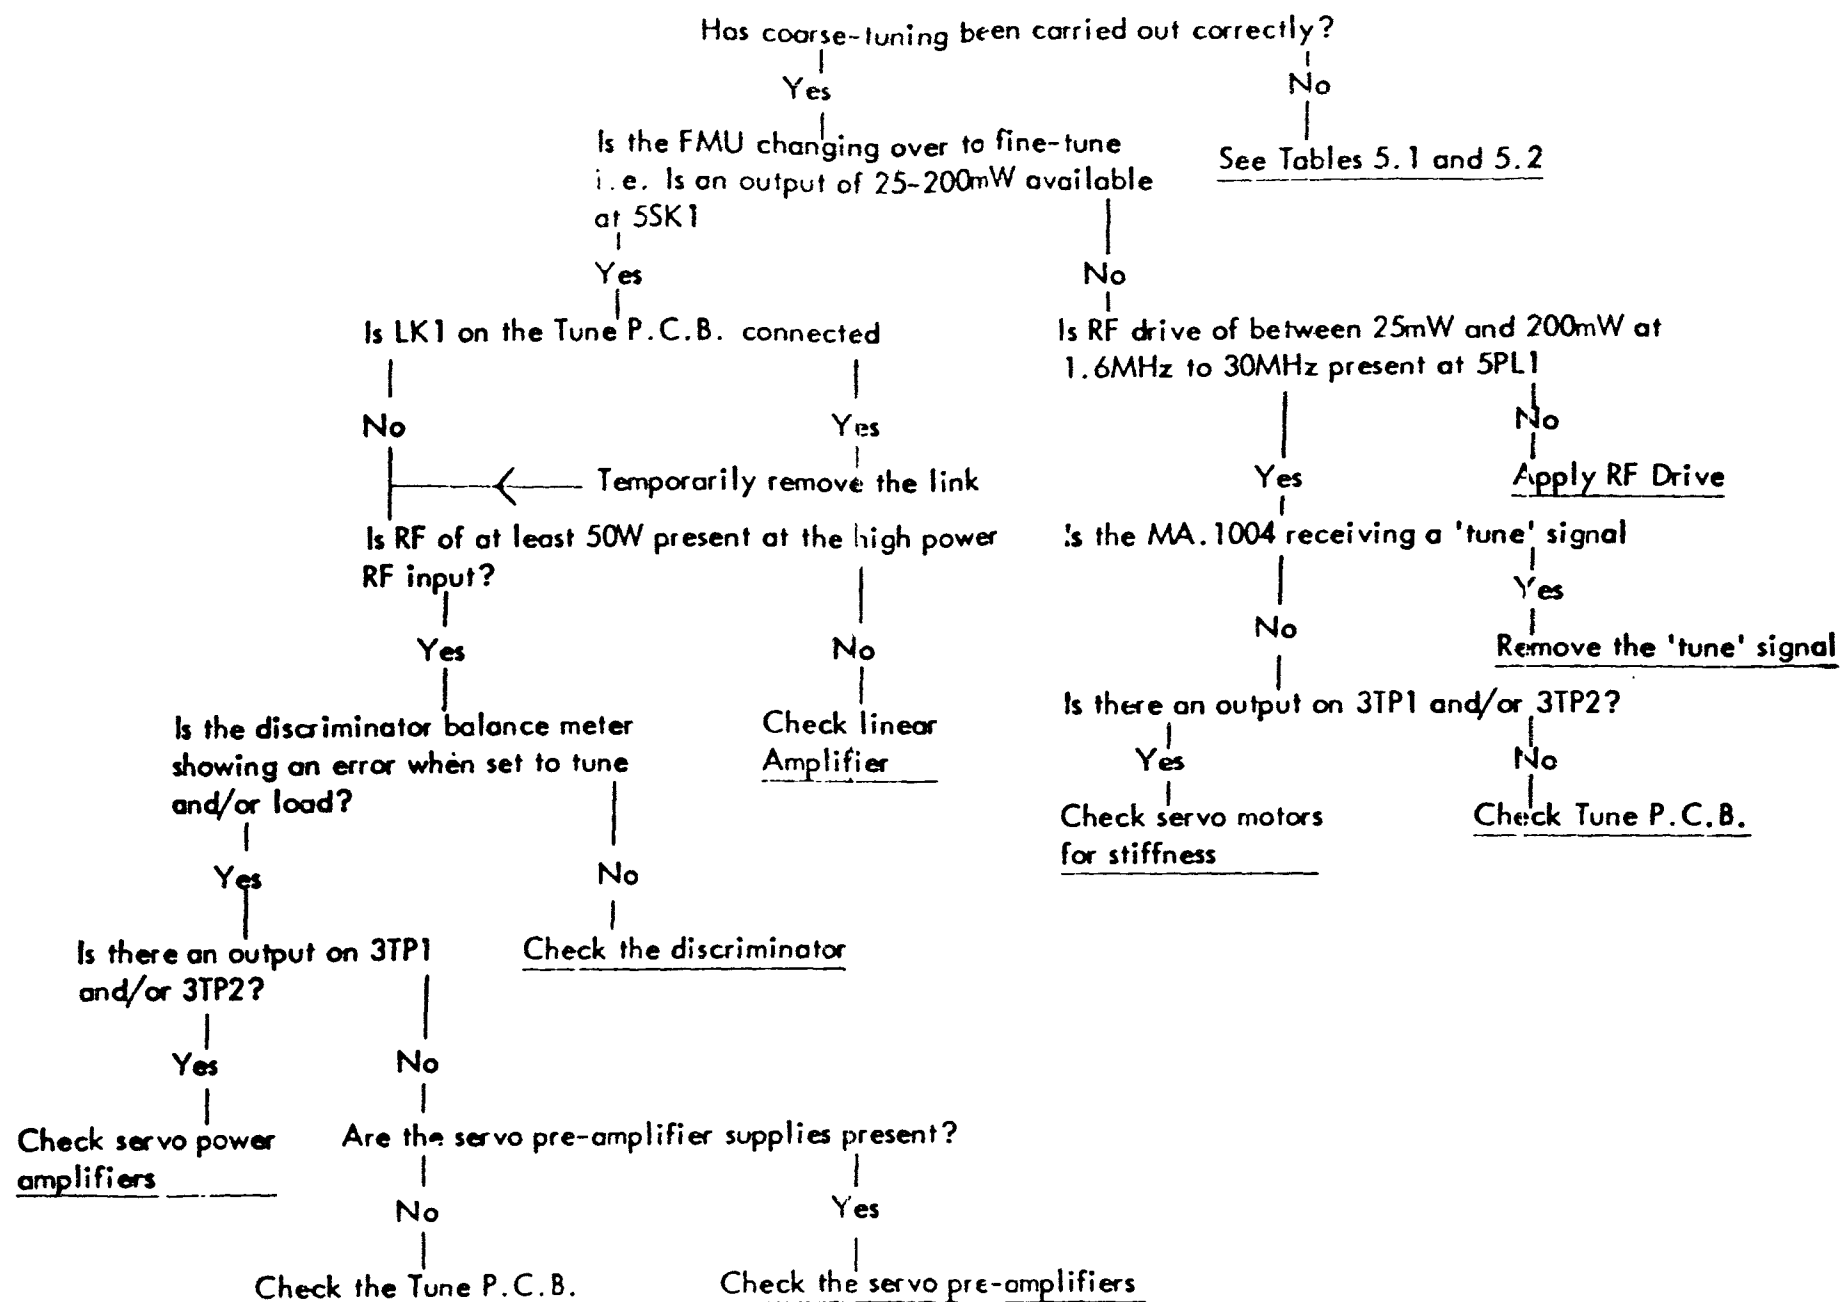 Has coarse-tuning been carried out correctly?
Yes
No
Is the FMU changing over to fine-tune
i.e. Is an output of 25-200mW available
at 5SK1
See Tables 5.1 and 5.2
Yes
No
Is LK1 on the Tune P.C.B. connected
Is RF drive of between 25mW and 200mW at
1.6MHz to 30MHz present at 5PL1
No
Yes
No
Temporarily remove the link
Yes
Apply RF Drive
Is RF of at least 50W present at the high power
RF input?
Is the MA.1004 receiving a 'tune' signal
Yes
No
Remove the 'tune' signal
Yes
No
Is there an output on 3TP1 and/or 3TP2?
Is the discriminator balance meter
showing an error when set to tune
and/or load?
Check linear
Amplifier
Yes
No
Check servo motors
for stiffness
Check Tune P.C.B.
Yes
No
Is there an output on 3TP1
and/or 3TP2?
Check the discriminator
Yes
No
Check servo power
amplifiers
Are the servo pre-amplifier supplies present?
No
Yes
Check the Tune P.C.B.
Check the servo pre-amplifiers